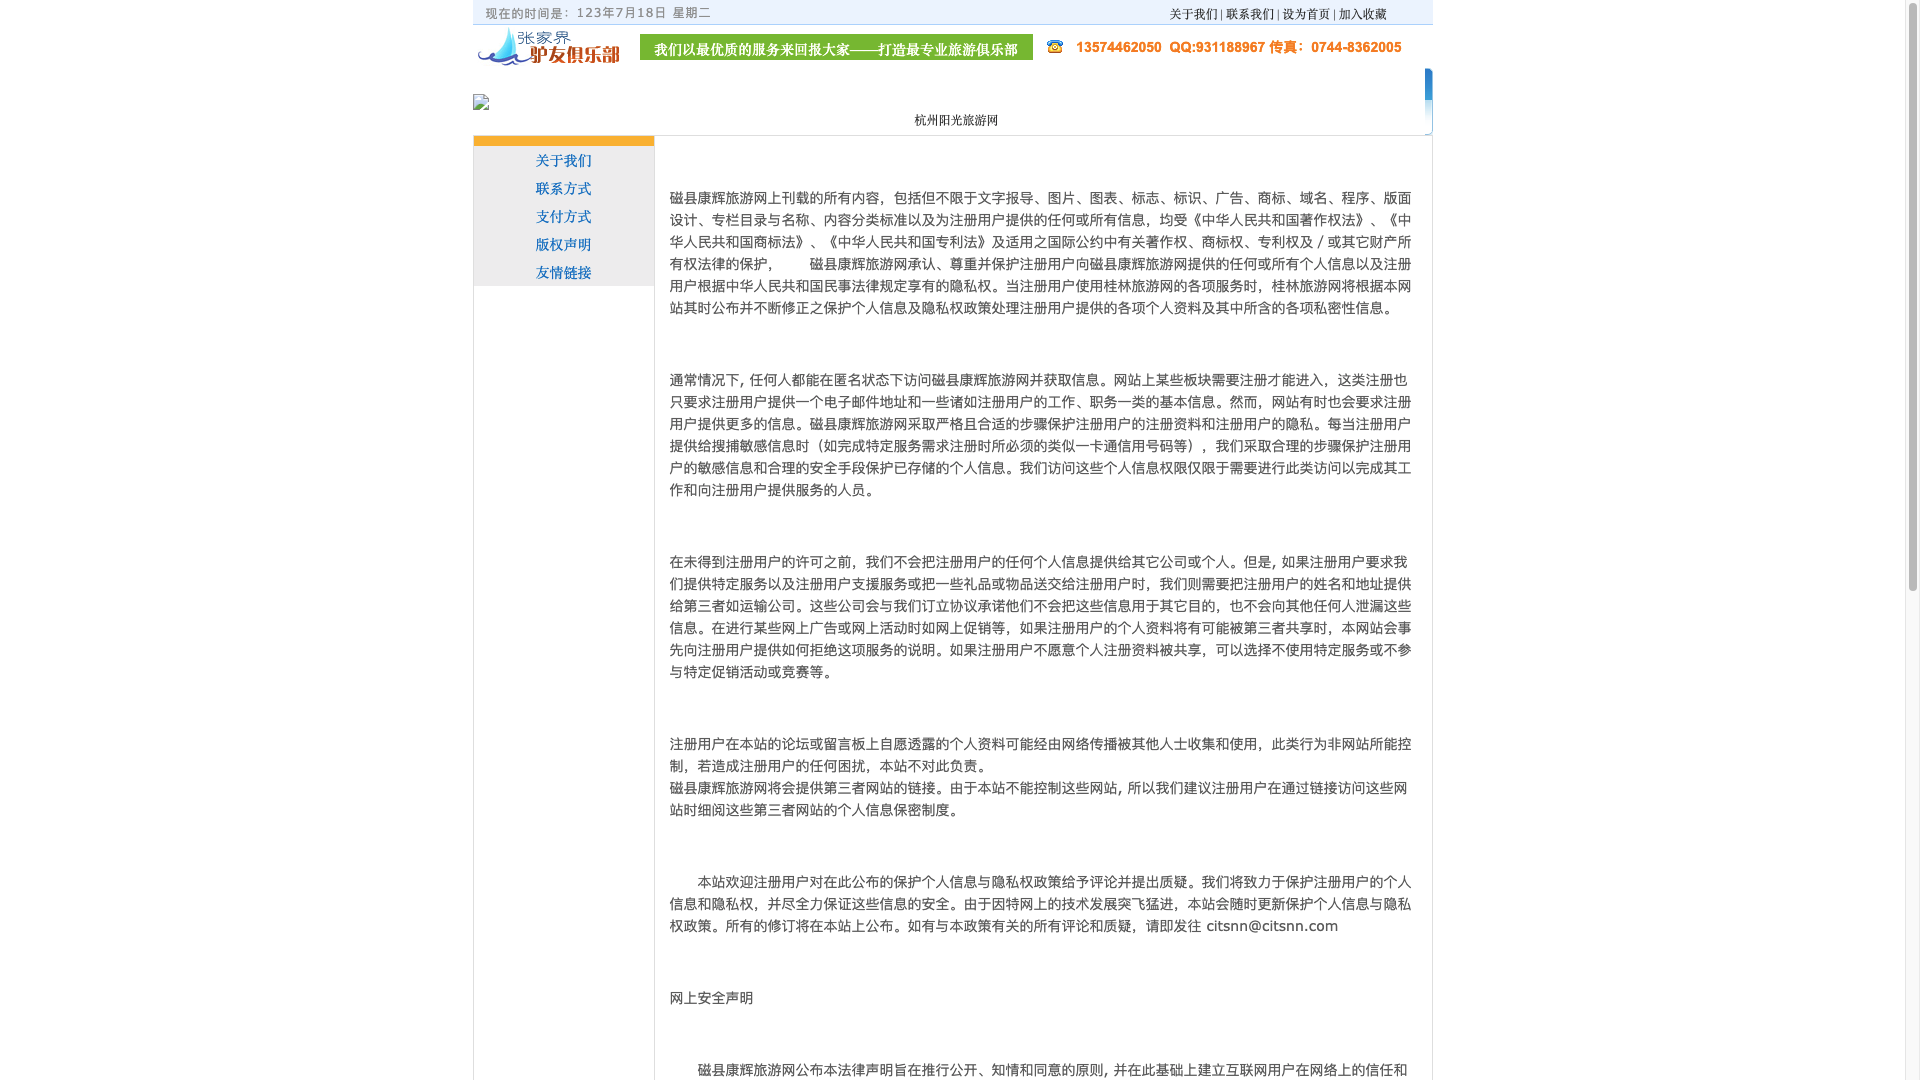 现在的时间是：123年7月18日 星期二
关于我们 | 联系我们 | 设为首页 | 加入收藏
张家界
驴友俱乐部
我们以最优质的服务来回报大家——打造最专业旅游俱乐部
13574462050 QQ:931188967 传真：0744-8362005
杭州阳光旅游网
关于我们
联系方式
支付方式
版权声明
友情链接
磁县康辉旅游网上刊载的所有内容，包括但不限于文字报导、图片、图表、标志、标识、广告、商标、域名、程序、版面
设计、专栏目录与名称、内容分类标准以及为注册用户提供的任何或所有信息，均受《中华人民共和国著作权法》、《中
华人民共和国商标法》、《中华人民共和国专利法》及适用之国际公约中有关著作权、商标权、专利权及／或其它财产所
有权法律的保护，　　磁县康辉旅游网承认、尊重并保护注册用户向磁县康辉旅游网提供的任何或所有个人信息以及注册
用户根据中华人民共和国民事法律规定享有的隐私权。当注册用户使用桂林旅游网的各项服务时，桂林旅游网将根据本网
站其时公布并不断修正之保护个人信息及隐私权政策处理注册用户提供的各项个人资料及其中所含的各项私密性信息。
通常情况下, 任何人都能在匿名状态下访问磁县康辉旅游网并获取信息。网站上某些板块需要注册才能进入，这类注册也
只要求注册用户提供一个电子邮件地址和一些诸如注册用户的工作、职务一类的基本信息。然而，网站有时也会要求注册
用户提供更多的信息。磁县康辉旅游网采取严格且合适的步骤保护注册用户的注册资料和注册用户的隐私。每当注册用户
提供给搜捕敏感信息时（如完成特定服务需求注册时所必须的类似一卡通信用号码等），我们采取合理的步骤保护注册用
户的敏感信息和合理的安全手段保护已存储的个人信息。我们访问这些个人信息权限仅限于需要进行此类访问以完成其工
作和向注册用户提供服务的人员。
在未得到注册用户的许可之前，我们不会把注册用户的任何个人信息提供给其它公司或个人。但是, 如果注册用户要求我
们提供特定服务以及注册用户支援服务或把一些礼品或物品送交给注册用户时，我们则需要把注册用户的姓名和地址提供
给第三者如运输公司。这些公司会与我们订立协议承诺他们不会把这些信息用于其它目的，也不会向其他任何人泄漏这些
信息。在进行某些网上广告或网上活动时如网上促销等，如果注册用户的个人资料将有可能被第三者共享时，本网站会事
先向注册用户提供如何拒绝这项服务的说明。如果注册用户不愿意个人注册资料被共享，可以选择不使用特定服务或不参
与特定促销活动或竞赛等。
注册用户在本站的论坛或留言板上自愿透露的个人资料可能经由网络传播被其他人士收集和使用，此类行为非网站所能控
制，若造成注册用户的任何困扰，本站不对此负责。
磁县康辉旅游网将会提供第三者网站的链接。由于本站不能控制这些网站, 所以我们建议注册用户在通过链接访问这些网
站时细阅这些第三者网站的个人信息保密制度。
本站欢迎注册用户对在此公布的保护个人信息与隐私权政策给予评论并提出质疑。我们将致力于保护注册用户的个人
信息和隐私权，并尽全力保证这些信息的安全。由于因特网上的技术发展突飞猛进，本站会随时更新保护个人信息与隐私
权政策。所有的修订将在本站上公布。如有与本政策有关的所有评论和质疑，请即发往 citsnn@citsnn.com
网上安全声明
磁县康辉旅游网公布本法律声明旨在推行公开、知情和同意的原则, 并在此基础上建立互联网用户在网络上的信任和